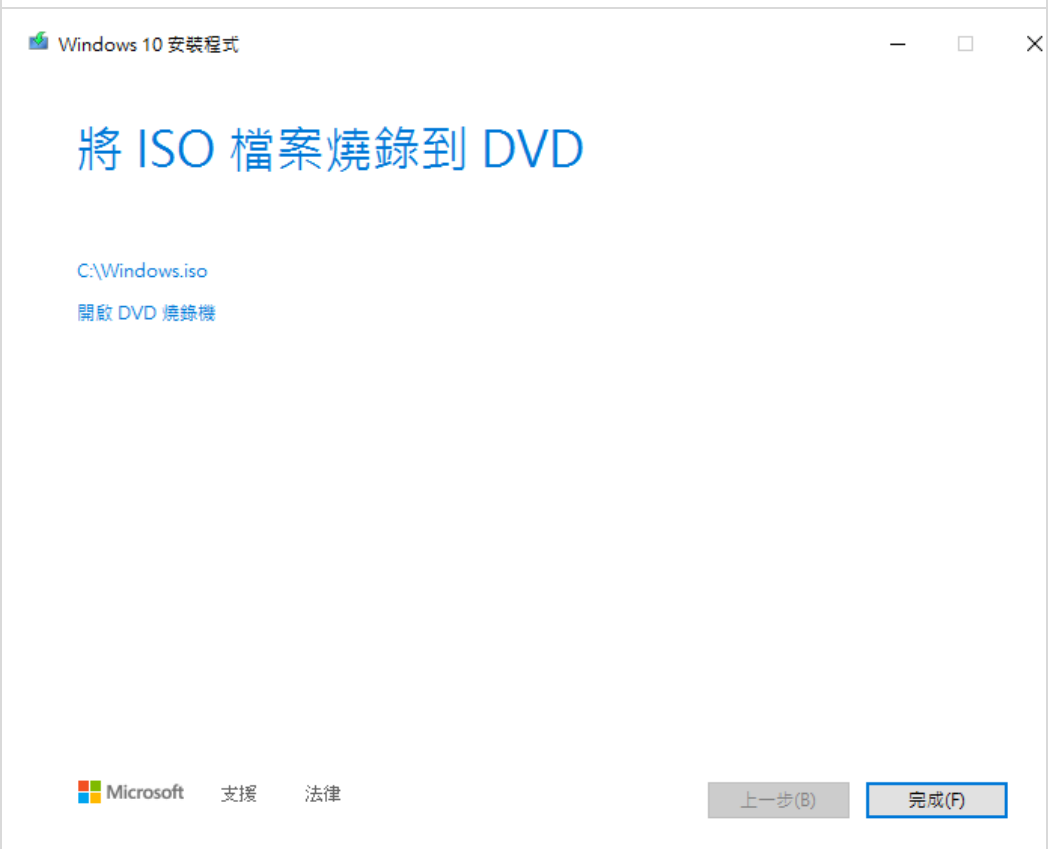 Windows 10 安裝程式
將 ISO 檔案燒錄到 DVD
C:\Windows.iso
開啟 DVD 燒錄機
Microsoft 支援 法律
上一步(B) 完成(F)